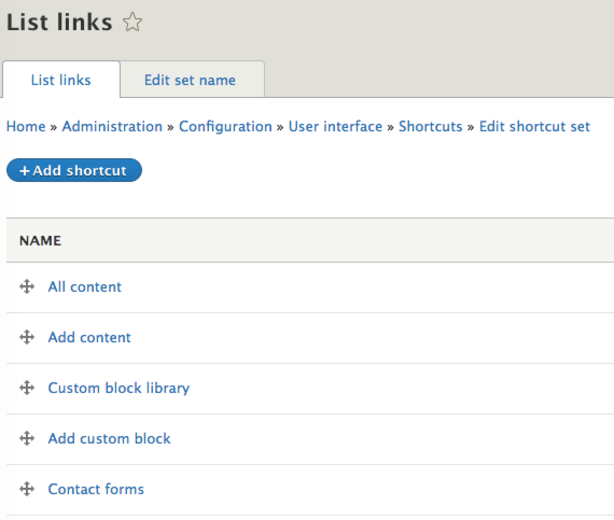 List links
List links Edit set name
Home » Administration » Configuration » User interface » Shortcuts » Edit shortcut set
+ Add shortcut
NAME
All content
Add content
Custom block library
Add custom block
Contact forms